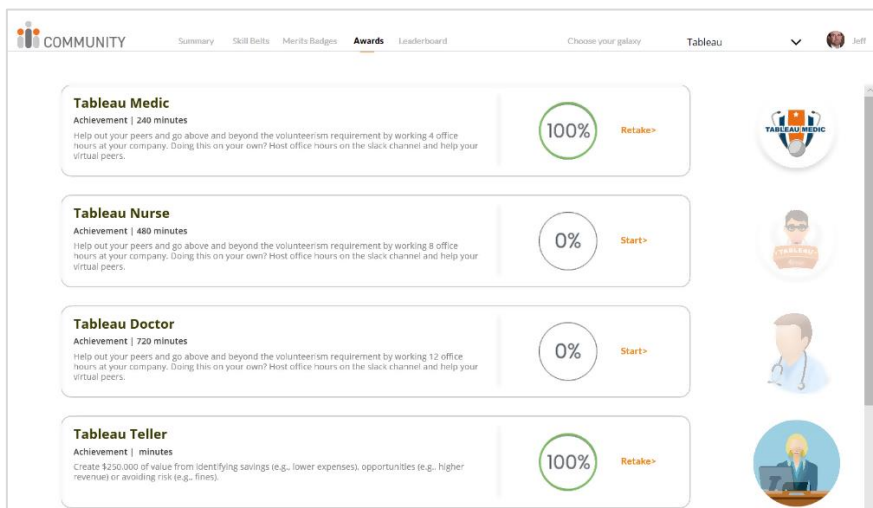 COMMUNITY
Summary Skill Belts Merits Badges Awards Leaderboard Choose your galaxy Tableau Jeff
Tableau Medic
Achievement | 240 minutes
Help out your peers and go above and beyond the volunteerism requirement by working 4 office
hours at your company. Doing this on your own? Host office hours on the slack channel and help your
virtual peers.
100%
Retake>
TABLEAU MEDIC
Tableau Nurse
Achievement | 480 minutes
Help out your peers and go above and beyond the volunteerism requirement by working 8 office
hours at your company. Doing this on your own? Host office hours on the slack channel and help your
virtual peers.
0%
Start>
TABLEAU
Tableau Doctor
Achievement | 720 minutes
Help out your peers and go above and beyond the volunteerism requirement by working 12 office
hours at your company. Doing this on your own? Host office hours on the slack channel and help your
virtual peers.
0%
Start>
Tableau Teller
Achievement | minutes
Create $250,000 of value from identifying savings (e.g., lower expenses), opportunities (e.g., higher
revenue) or avoiding risk (e.g., fines).
100%
Retake>